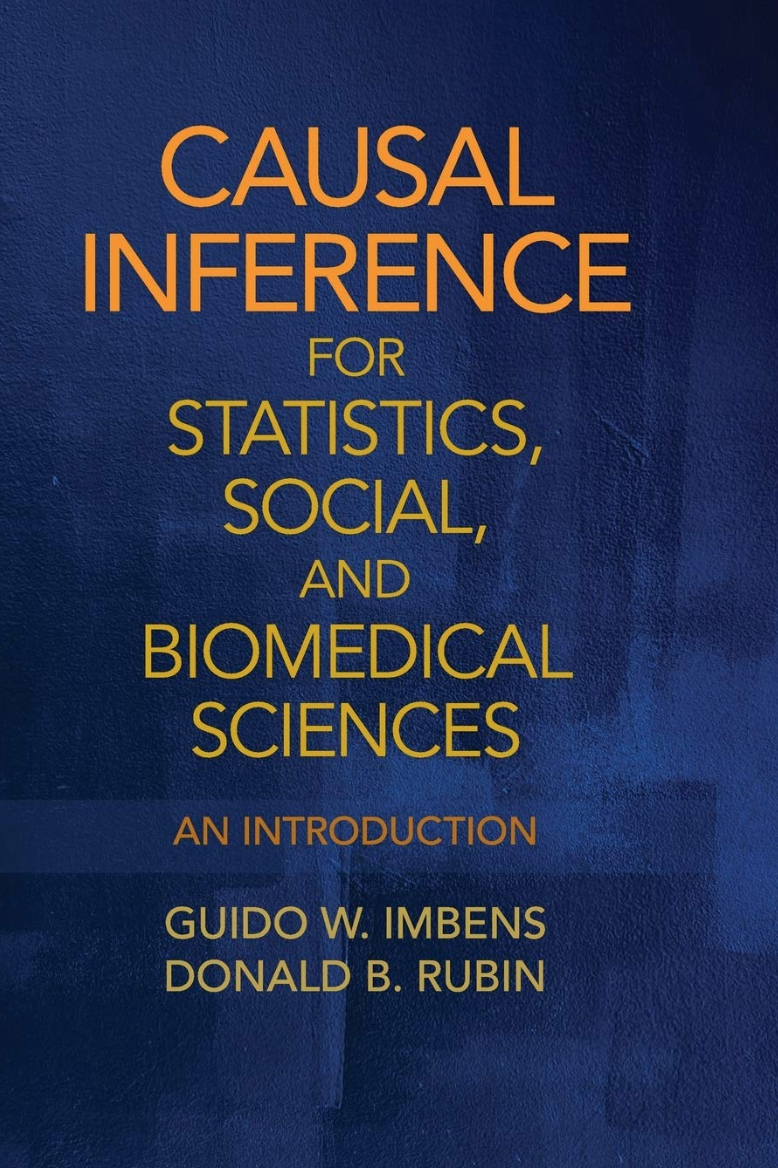 CAUSAL
INFERENCE
FOR
STATISTICS,
SOCIAL,
AND
BIOMEDICAL
SCIENCES
AN INTRODUCTION
GUIDO W. IMBENS
DONALD B. RUBIN